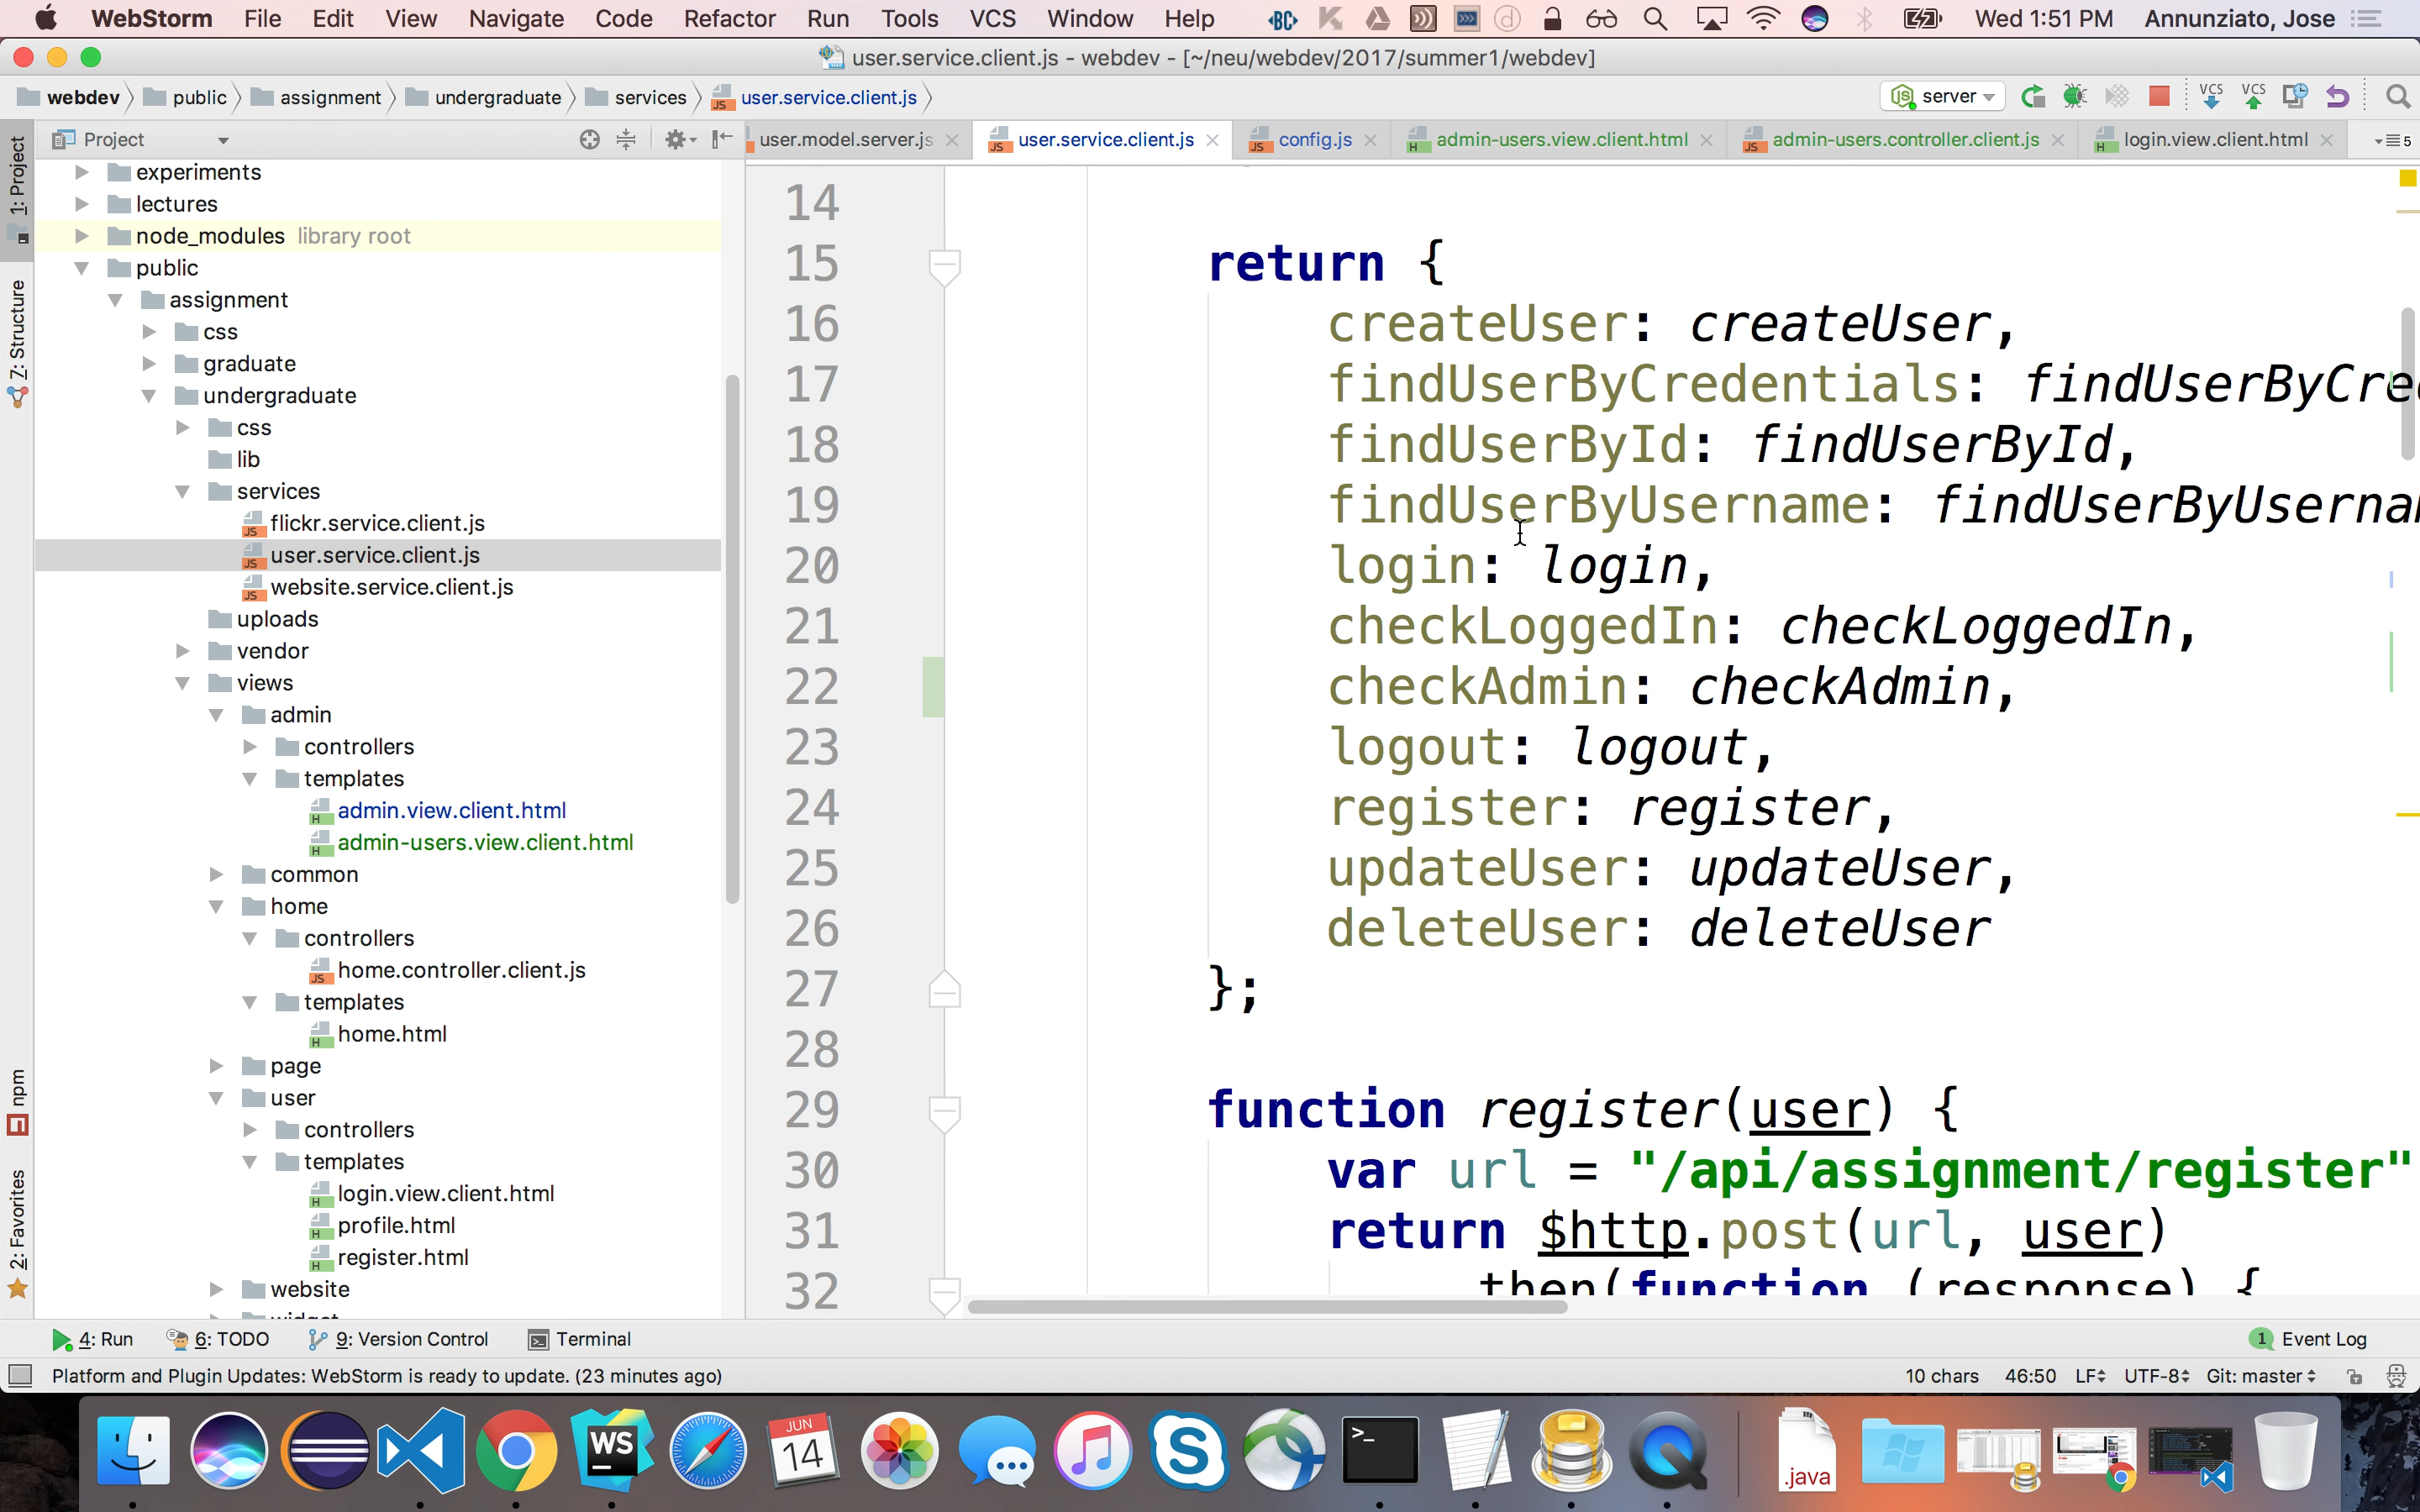 WebStorm File Edit View Navigate Code Refactor Run Tools VCS Window Help Wed 1:51 PM Annunziato, Jose
user.service.client.js - webdev - [~/neu/webdev/2017/summer1/webdev]
webdev public assignment undergraduate services user.service.client.js server VCS VCS
Project user.model.server.js user.service.client.js config.js admin-users.view.client.html admin-users.controller.client.js login.view.client.html 5
1: Project
7: Structure
npm
2: Favorites
experiments
lectures
node_modules library root
public
assignment
css
graduate
undergraduate
css
lib
services
flickr.service.client.js
user.service.client.js
website.service.client.js
uploads
vendor
views
admin
controllers
templates
admin.view.client.html
admin-users.view.client.html
common
home
controllers
home.controller.client.js
templates
home.html
page
user
controllers
templates
login.view.client.html
profile.html
register.html
website
14
15 return {
16 createUser: createUser,
17 findUserByCredentials: findUserByCre
18 findUserById: findUserById,
19 findUserByUsername: findUserByUserna
20 login: login,
21 checkLoggedIn: checkLoggedIn,
22 checkAdmin: checkAdmin,
23 logout: logout,
24 register: register,
25 updateUser: updateUser,
26 deleteUser: deleteUser
27 };
28
29 function register(user) {
30 var url = "/api/assignment/register"
31 return $http.post(url, user)
32 then(function (response) {
4: Run 6: TODO 9: Version Control Terminal 1 Event Log
Platform and Plugin Updates: WebStorm is ready to update. (23 minutes ago) 10 chars 46:50 LF UTF-8 Git: master
WS
JUN
14
.java